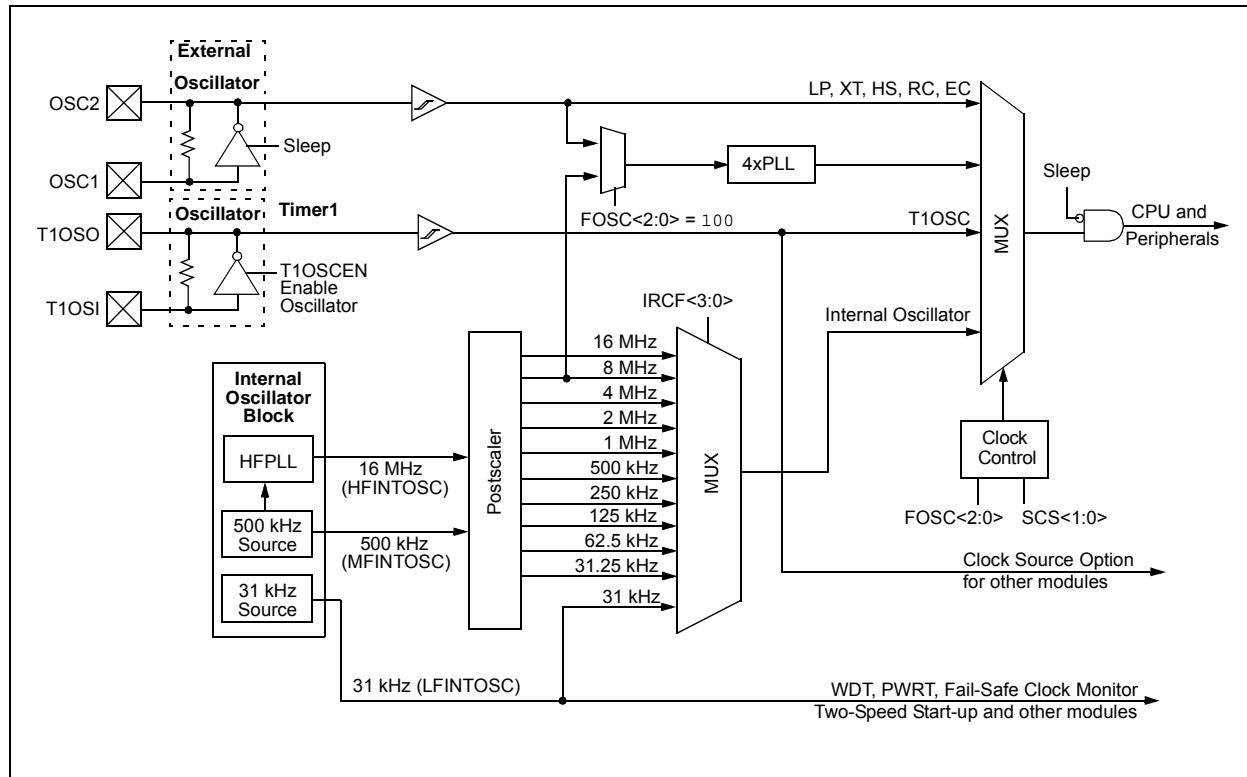 External
Oscillator
OSC2
LP, XT, HS, RC, EC
Sleep
4xPLL
OSC1
Sleep
FOSC<2:0> = 100
Oscillator
Timer1
T1OSO
T1OSC
MUX
CPU and
Peripherals
T1OSCEN
Enable
Oscillator
T1OSI
IRCF<3:0>
Internal Oscillator
Internal
Oscillator
Block
HFPLL
16 MHz
(HFINTOSC)
500 kHz
Source
500 kHz
(MFINTOSC)
31 kHz
Source
Postscaler
16 MHz
8 MHz
4 MHz
2 MHz
1 MHz
500 kHz
250 kHz
125 kHz
62.5 kHz
31.25 kHz
31 kHz
MUX
Clock
Control
FOSC<2:0>
SCS<1:0>
Clock Source Option
for other modules
31 kHz (LFINTOSC)
WDT, PWRT, Fail-Safe Clock Monitor
Two-Speed Start-up and other modules